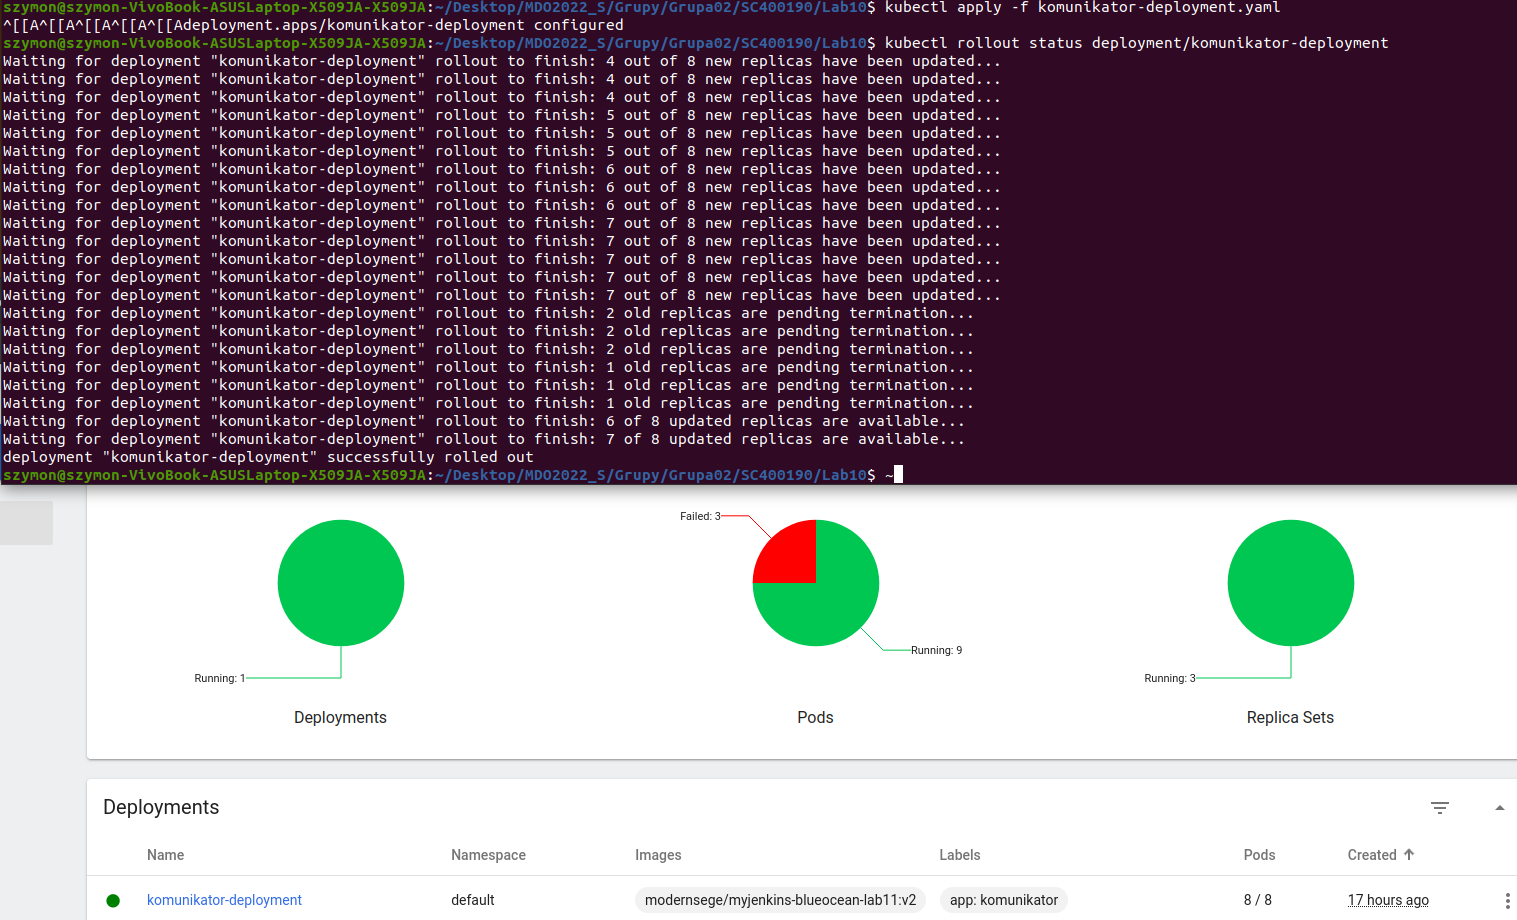 szymon@szymon-VivoBook-ASUSLaptop-X509JA-X509JA:~/Desktop/MDO2022_S/Grupy/Grupa02/SC400190/Lab10$ kubectl apply -f komunikator-deployment.yaml
^[[A^[[A^[[A^[[A^[[Adeployment.apps/komunikator-deployment configured
szymon@szymon-VivoBook-ASUSLaptop-X509JA-X509JA:~/Desktop/MDO2022_S/Grupy/Grupa02/SC400190/Lab10$ kubectl rollout status deployment/komunikator-deployment
Waiting for deployment "komunikator-deployment" rollout to finish: 4 out of 8 new replicas have been updated...
Waiting for deployment "komunikator-deployment" rollout to finish: 4 out of 8 new replicas have been updated...
Waiting for deployment "komunikator-deployment" rollout to finish: 4 out of 8 new replicas have been updated...
Waiting for deployment "komunikator-deployment" rollout to finish: 5 out of 8 new replicas have been updated...
Waiting for deployment "komunikator-deployment" rollout to finish: 5 out of 8 new replicas have been updated...
Waiting for deployment "komunikator-deployment" rollout to finish: 5 out of 8 new replicas have been updated...
Waiting for deployment "komunikator-deployment" rollout to finish: 6 out of 8 new replicas have been updated...
Waiting for deployment "komunikator-deployment" rollout to finish: 6 out of 8 new replicas have been updated...
Waiting for deployment "komunikator-deployment" rollout to finish: 6 out of 8 new replicas have been updated...
Waiting for deployment "komunikator-deployment" rollout to finish: 7 out of 8 new replicas have been updated...
Waiting for deployment "komunikator-deployment" rollout to finish: 7 out of 8 new replicas have been updated...
Waiting for deployment "komunikator-deployment" rollout to finish: 7 out of 8 new replicas have been updated...
Waiting for deployment "komunikator-deployment" rollout to finish: 7 out of 8 new replicas have been updated...
Waiting for deployment "komunikator-deployment" rollout to finish: 7 out of 8 new replicas have been updated...
Waiting for deployment "komunikator-deployment" rollout to finish: 2 old replicas are pending termination...
Waiting for deployment "komunikator-deployment" rollout to finish: 2 old replicas are pending termination...
Waiting for deployment "komunikator-deployment" rollout to finish: 2 old replicas are pending termination...
Waiting for deployment "komunikator-deployment" rollout to finish: 1 old replicas are pending termination...
Waiting for deployment "komunikator-deployment" rollout to finish: 1 old replicas are pending termination...
Waiting for deployment "komunikator-deployment" rollout to finish: 1 old replicas are pending termination...
Waiting for deployment "komunikator-deployment" rollout to finish: 6 of 8 updated replicas are available...
Waiting for deployment "komunikator-deployment" rollout to finish: 7 of 8 updated replicas are available...
deployment "komunikator-deployment" successfully rolled out
szymon@szymon-VivoBook-ASUSLaptop-X509JA-X509JA:~/Desktop/MDO2022_S/Grupy/Grupa02/SC400190/Lab10$ ~
Failed: 3
Running: 9
Running: 1
Running: 3
Deployments
Pods
Replica Sets
Deployments
Name Namespace Images Labels Pods Created
komunikator-deployment default modernsege/myjenkins-blueocean-lab11:v2 app: komunikator 8 / 8 17 hours ago